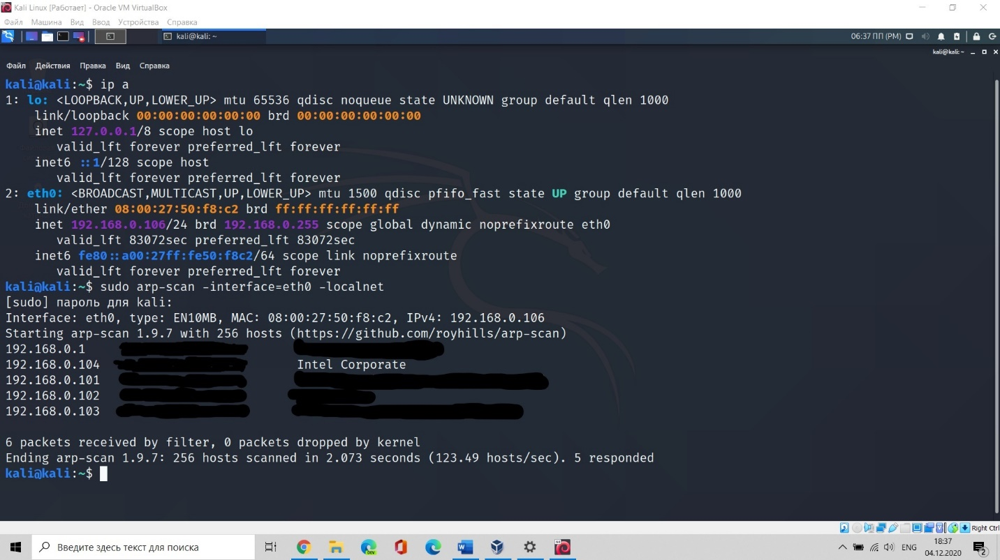 Kali Linux [Работает] - Oracle VM VirtualBox
Файл Машина Вид Ввод Устройства Справка
kali@kali: ~ 06:37 ПП (PM)
kali@kali: ~
Файл Действия Правка Вид Справка
kali@kali:~$ ip a
1: lo: <LOOPBACK,UP,LOWER_UP> mtu 65536 qdisc noqueue state UNKNOWN group default qlen 1000
link/loopback 00:00:00:00:00:00 brd 00:00:00:00:00:00
inet 127.0.0.1/8 scope host lo
valid_lft forever preferred_lft forever
inet6 ::1/128 scope host
valid_lft forever preferred_lft forever
2: eth0: <BROADCAST,MULTICAST,UP,LOWER_UP> mtu 1500 qdisc pfifo_fast state UP group default qlen 1000
link/ether 08:00:27:50:f8:c2 brd ff:ff:ff:ff:ff:ff
inet 192.168.0.106/24 brd 192.168.0.255 scope global dynamic noprefixroute eth0
valid_lft 83072sec preferred_lft 83072sec
inet6 fe80::a00:27ff:fe50:f8c2/64 scope link noprefixroute
valid_lft forever preferred_lft forever
kali@kali:~$ sudo arp-scan -interface=eth0 -localnet
[sudo] пароль для kali:
Interface: eth0, type: EN10MB, MAC: 08:00:27:50:f8:c2, IPv4: 192.168.0.106
Starting arp-scan 1.9.7 with 256 hosts (https://github.com/royhills/arp-scan)
192.168.0.1
192.168.0.104 Intel Corporate
192.168.0.101
192.168.0.102
192.168.0.103
6 packets received by filter, 0 packets dropped by kernel
Ending arp-scan 1.9.7: 256 hosts scanned in 2.073 seconds (123.49 hosts/sec). 5 responded
kali@kali:~$
Right Ctrl
Введите здесь текст для поиска
DEV
ENG
18:37
04.12.2020
2